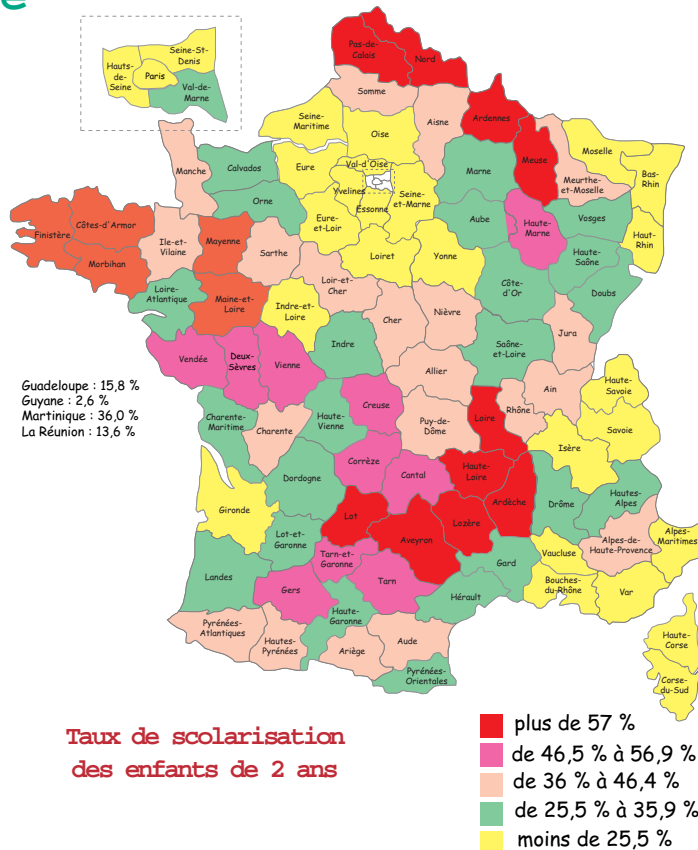 e
Seine-St-
Denis
Hauts-
de-
Seine
Paris
Val-de-
Marne
Pas-de-
Calais
Nord
Somme
Seine-
Maritime
Oise
Aisne
Ardennes
Meuse
Moselle
Meurthe-
et-Moselle
Bas-
Rhin
Manche
Calvados
Eure
Val-d'Oise
Yvelines
Essonne
Seine-
et-Marne
Marne
Orne
Eure-
et-Loir
Aube
Haute-
Marne
Vosges
Haut-
Rhin
Finistère
Côtes-d'Armor
Morbihan
Ile-et-
Vilaine
Mayenne
Sarthe
Loiret
Yonne
Haute-
Saône
Loire-
Atlantique
Maine-et-
Loire
Indre-et-
Loire
Loir-et-
Cher
Cher
Nièvre
Côte-
d'Or
Doubs
Vendée
Deux-
Sèvres
Vienne
Indre
Allier
Saône-
et-Loire
Jura
Guadeloupe : 15,8 %
Guyane : 2,6 %
Martinique : 36,0 %
La Réunion : 13,6 %
Charente-
Maritime
Charente
Haute-
Vienne
Creuse
Puy-de-
Dôme
Loire
Rhône
Ain
Haute-
Savoie
Savoie
Isère
Dordogne
Corrèze
Cantal
Haute-
Loire
Ardèche
Drôme
Hautes-
Alpes
Gironde
Lot-et-
Garonne
Lot
Aveyron
Lozère
Gard
Vaucluse
Alpes-de-
Haute-Provence
Alpes-
Maritimes
Landes
Gers
Tarn-et-
Garonne
Tarn
Hérault
Bouches-
du-Rhône
Var
Pyrénées-
Atlantiques
Hautes-
Pyrénées
Haute-
Garonne
Ariège
Aude
Pyrénées-
Orientales
Haute-
Corse
Corse-
du-Sud
Taux de scolarisation
des enfants de 2 ans
plus de 57 %
de 46,5 % à 56,9 %
de 36 % à 46,4 %
de 25,5 % à 35,9 %
moins de 25,5 %